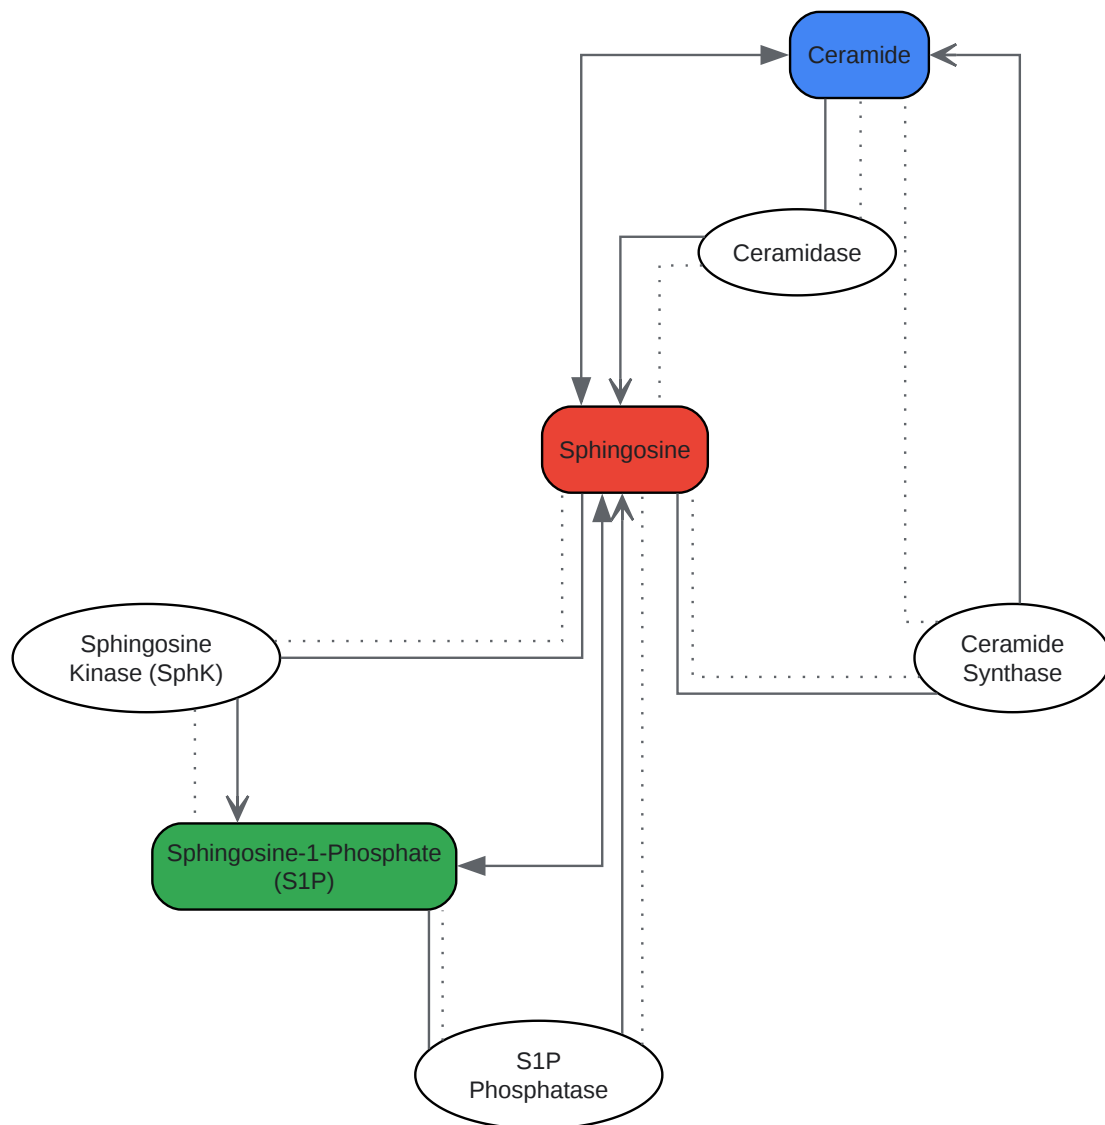 Ceramide
Ceramidase
Sphingosine
Sphingosine
Kinase (SphK)
Ceramide
Synthase
Sphingosine-1-Phosphate
(S1P)
S1P
Phosphatase